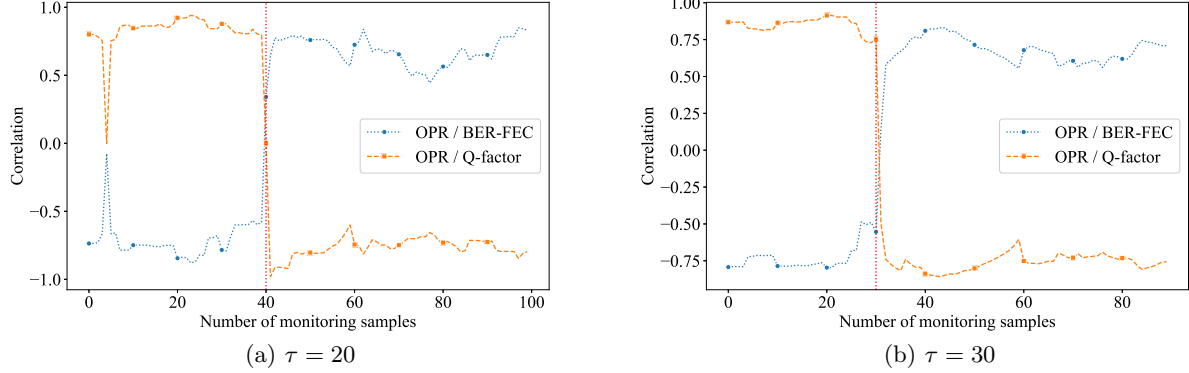 1.0
0.5
0.0
−0.5
−1.0
Correlation
OPR / BER-FEC
OPR / Q-factor
0 20 40 60 80 100
Number of monitoring samples
(a) τ = 20
1.00
0.75
0.50
0.25
0.00
−0.25
−0.50
−0.75
Correlation
OPR / BER-FEC
OPR / Q-factor
0 20 40 60 80
Number of monitoring samples
(b) τ = 30